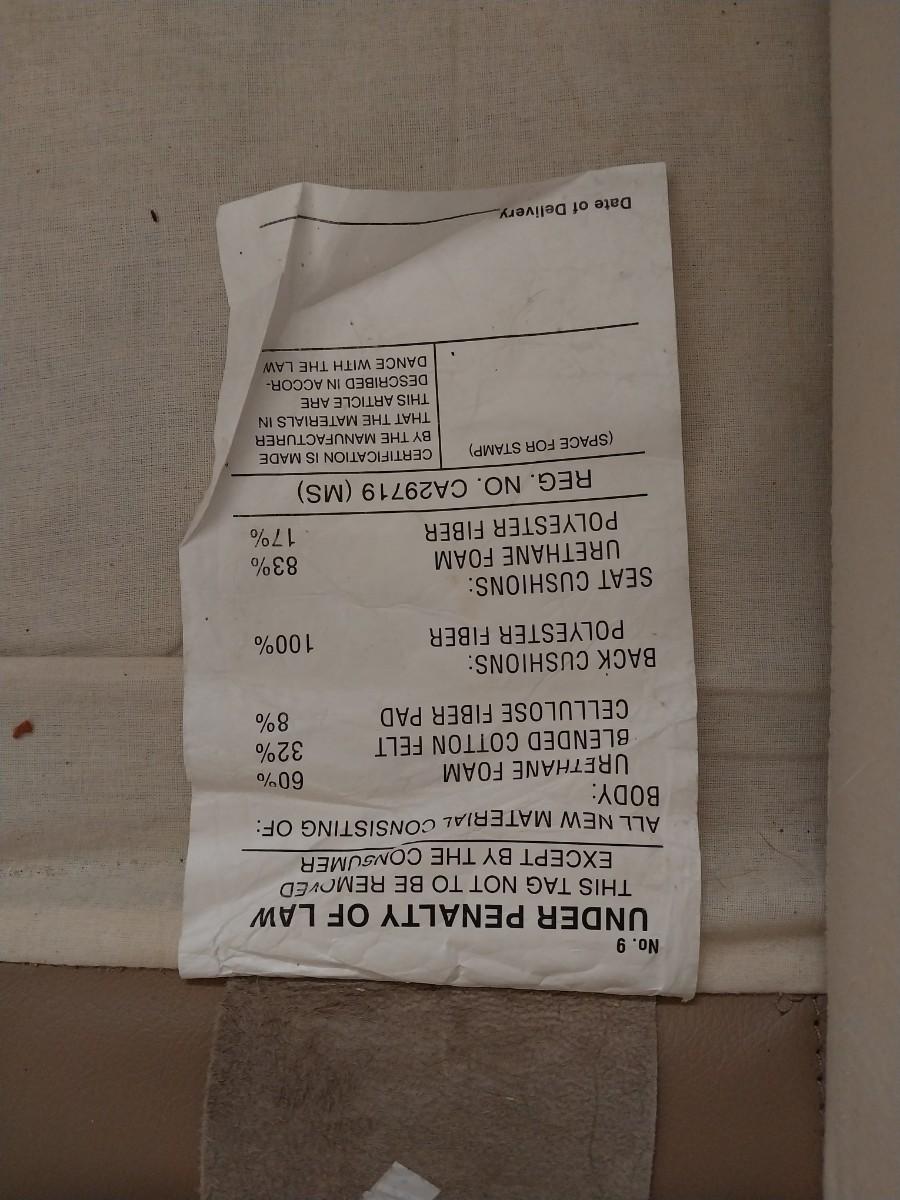 No. 9
UNDER PENALTY OF LAW
THIS TAG NOT TO BE REMOVED
EXCEPT BY THE CONSUMER
ALL NEW MATERIAL CONSISTING OF:
BODY:
URETHANE FOAM 60%
BLENDED COTTON FELT 32%
CELLULOSE FIBER PAD 8%
BACK CUSHIONS:
POLYESTER FIBER 100%
SEAT CUSHIONS:
URETHANE FOAM 83%
POLYESTER FIBER 17%
REG. NO. CA29719 (MS)
(SPACE FOR STAMP)
CERTIFICATION IS MADE
BY THE MANUFACTURER
THAT THE MATERIALS IN
THIS ARTICLE ARE
DESCRIBED IN ACCOR-
DANCE WITH THE LAW
Date of Delivery